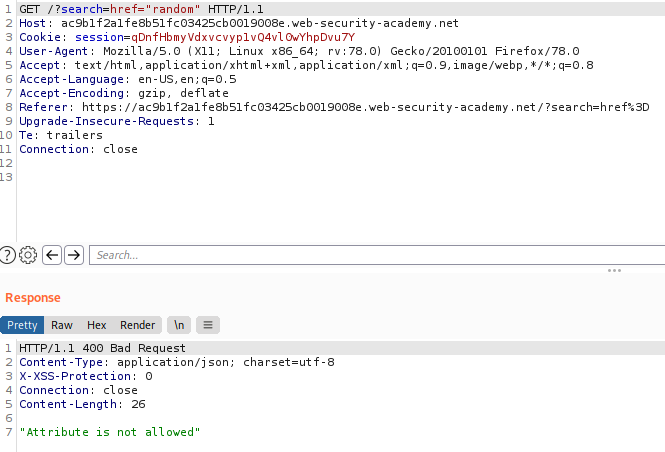 1 GET /?search=href="random" HTTP/1.1
2 Host: ac9b1f2a1fe8b51fc03425cb0019008e.web-security-academy.net
3 Cookie: session=qDnfHbmyVdxvcvyp1vQ4vl0wYhpDvu7Y
4 User-Agent: Mozilla/5.0 (X11; Linux x86_64; rv:78.0) Gecko/20100101 Firefox/78.0
5 Accept: text/html,application/xhtml+xml,application/xml;q=0.9,image/webp,*/*;q=0.8
6 Accept-Language: en-US,en;q=0.5
7 Accept-Encoding: gzip, deflate
8 Referer: https://ac9b1f2a1fe8b51fc03425cb0019008e.web-security-academy.net/?search=href%3D
9 Upgrade-Insecure-Requests: 1
10 Te: trailers
11 Connection: close
12
13
? Search...
Response
Pretty Raw Hex Render \n
1 HTTP/1.1 400 Bad Request
2 Content-Type: application/json; charset=utf-8
3 X-XSS-Protection: 0
4 Connection: close
5 Content-Length: 26
6
7 "Attribute is not allowed"